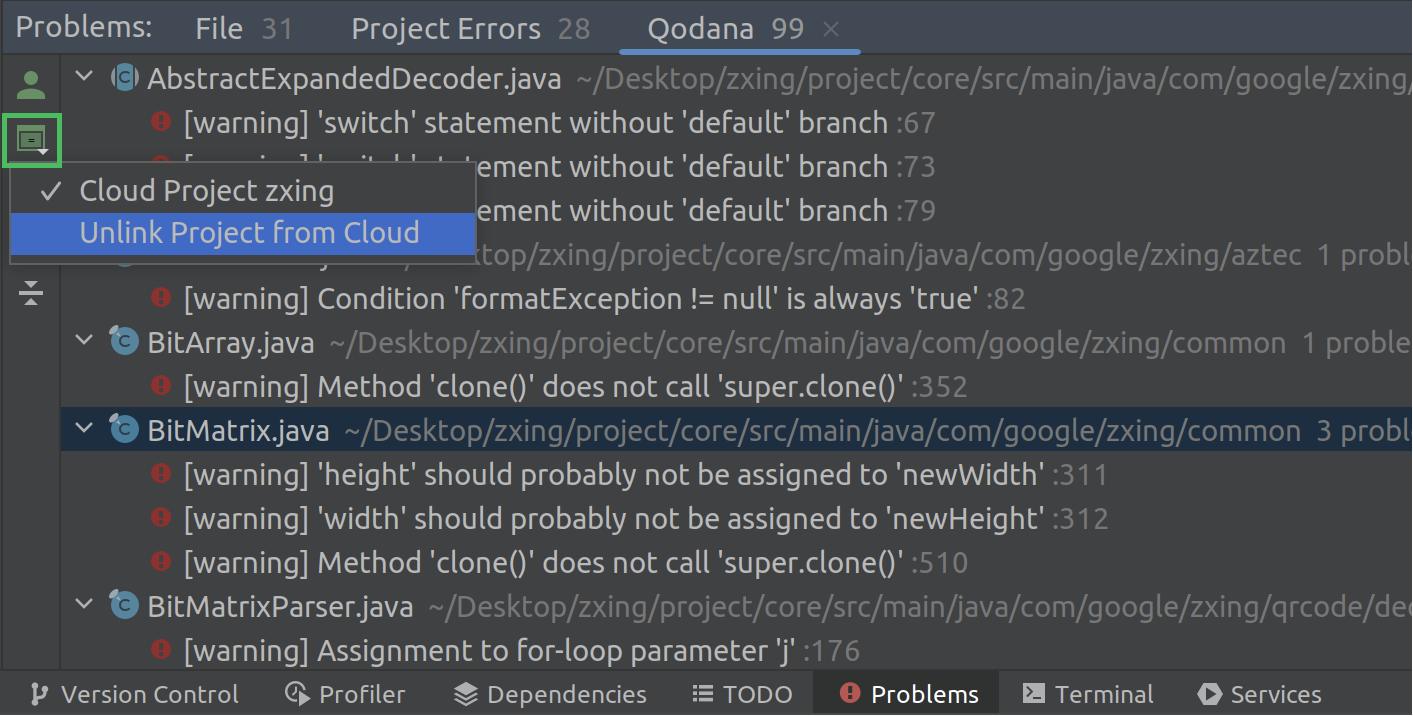 Problems: File 31 Project Errors 28 Qodana 99
AbstractExpandedDecoder.java ~/Desktop/zxing/project/core/src/main/java/com/google/zxing/
[warning] 'switch' statement without 'default' branch :67
statement without 'default' branch :73
Cloud Project zxing
ement without 'default' branch :79
Unlink Project from Cloud
top/zxing/project/core/src/main/java/com/google/zxing/aztec 1 probl
[warning] Condition 'formatException != null' is always 'true' :82
BitArray.java ~/Desktop/zxing/project/core/src/main/java/com/google/zxing/common 1 proble
[warning] Method 'clone()' does not call 'super.clone()' :352
BitMatrix.java ~/Desktop/zxing/project/core/src/main/java/com/google/zxing/common 3 probl
[warning] 'height' should probably not be assigned to 'newWidth' :311
[warning] 'width' should probably not be assigned to 'newHeight' :312
[warning] Method 'clone()' does not call 'super.clone()' :510
BitMatrixParser.java ~/Desktop/zxing/project/core/src/main/java/com/google/zxing/qrcode/dec
[warning] Assignment to for-loop parameter 'j' :176
Version Control Profiler Dependencies TODO Problems Terminal Services